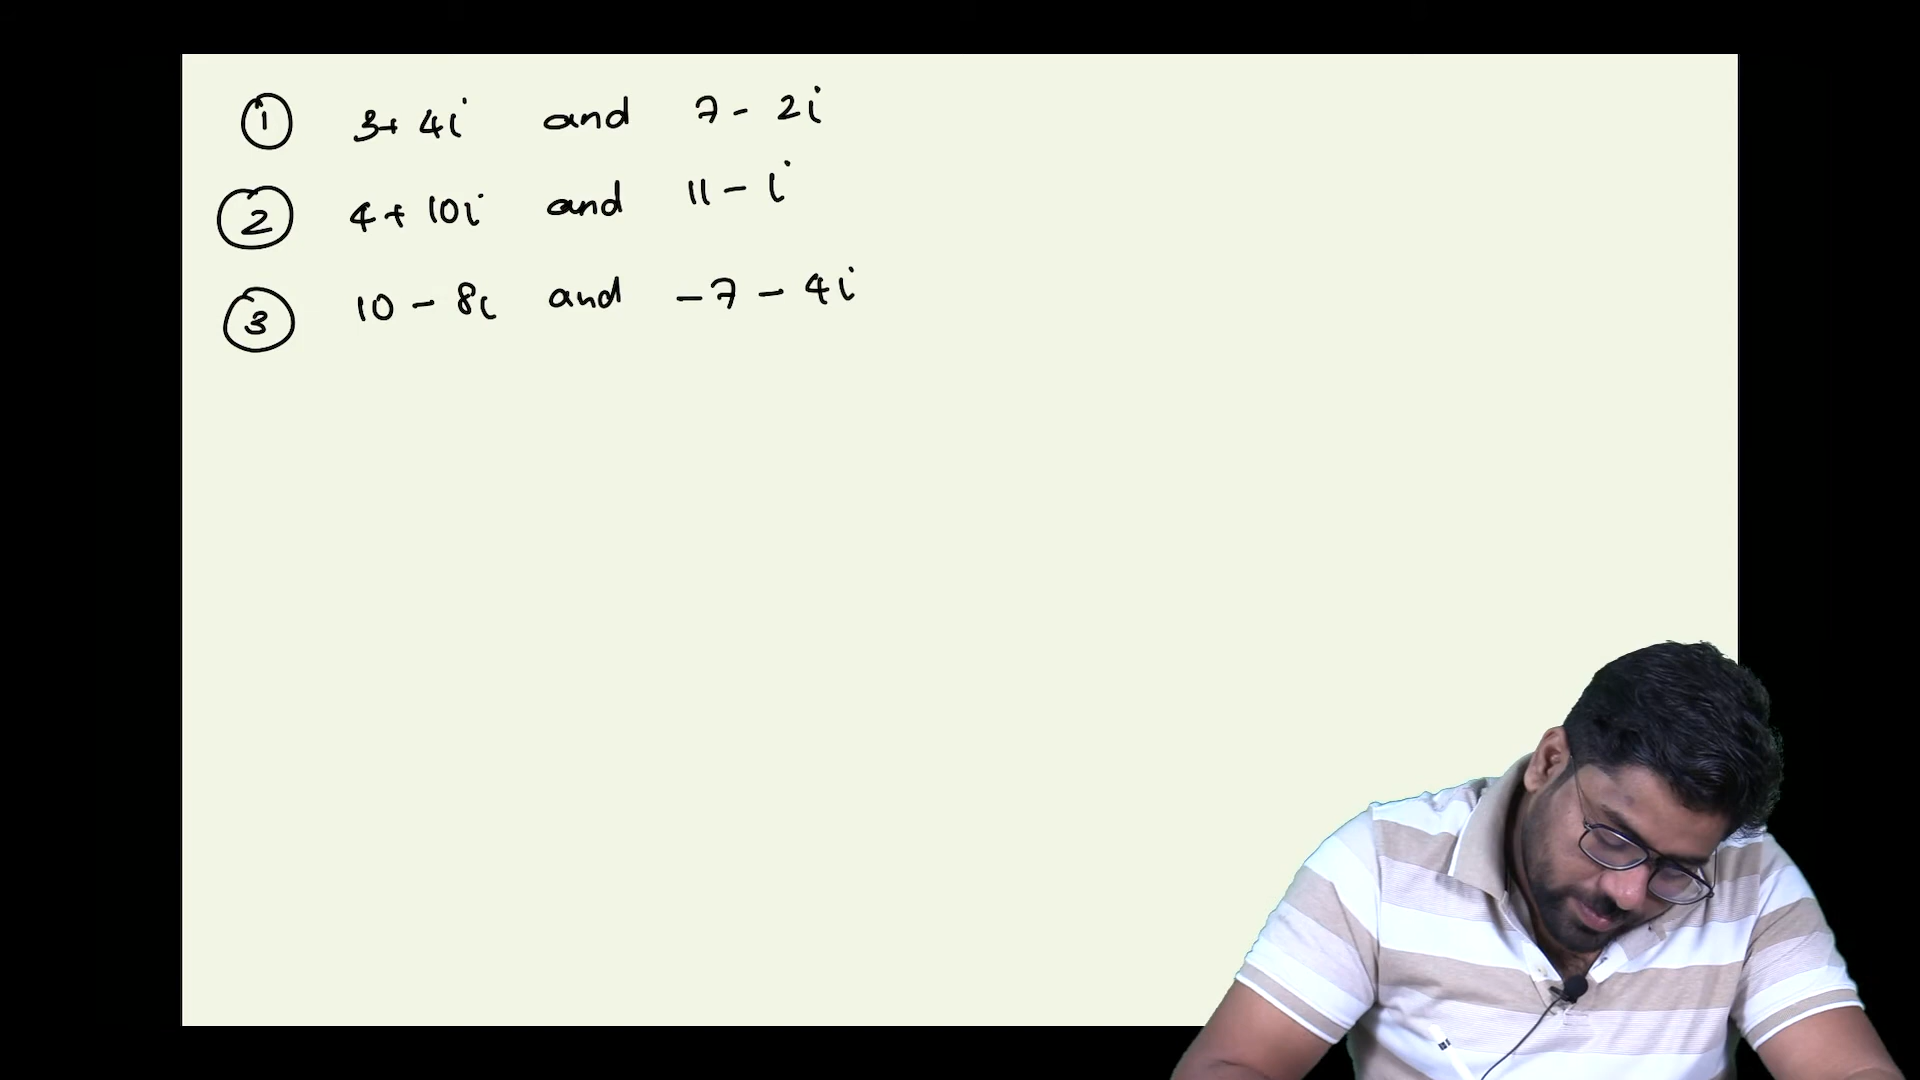 ① 3+ 4i and 7 - 2i
② 4 + 10i and 11 - i
③ 10 - 8i and -7 - 4i